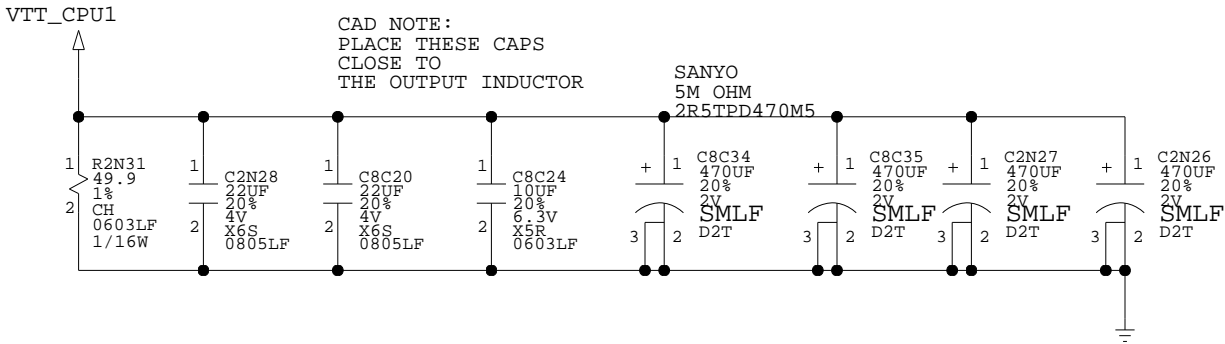 VTT_CPU1
CAD NOTE:
PLACE THESE CAPS
CLOSE TO
THE OUTPUT INDUCTOR
SANYO
5M OHM
2R5TPD470M5
1
R2N31
49.9
1%
CH
0603LF
1/16W
2
1
C2N28
22UF
20%
4V
X6S
0805LF
2
1
C8C20
22UF
20%
4V
X6S
0805LF
2
1
C8C24
10UF
20%
6.3V
X5R
0603LF
2
+ 1
C8C34
470UF
20%
2V
SMLF
D2T
3 2
+ 1
C8C35
470UF
20%
2V
SMLF
D2T
3 2
+ 1
C2N27
470UF
20%
2V
SMLF
D2T
3 2
+ 1
C2N26
470UF
20%
2V
SMLF
D2T
3 2